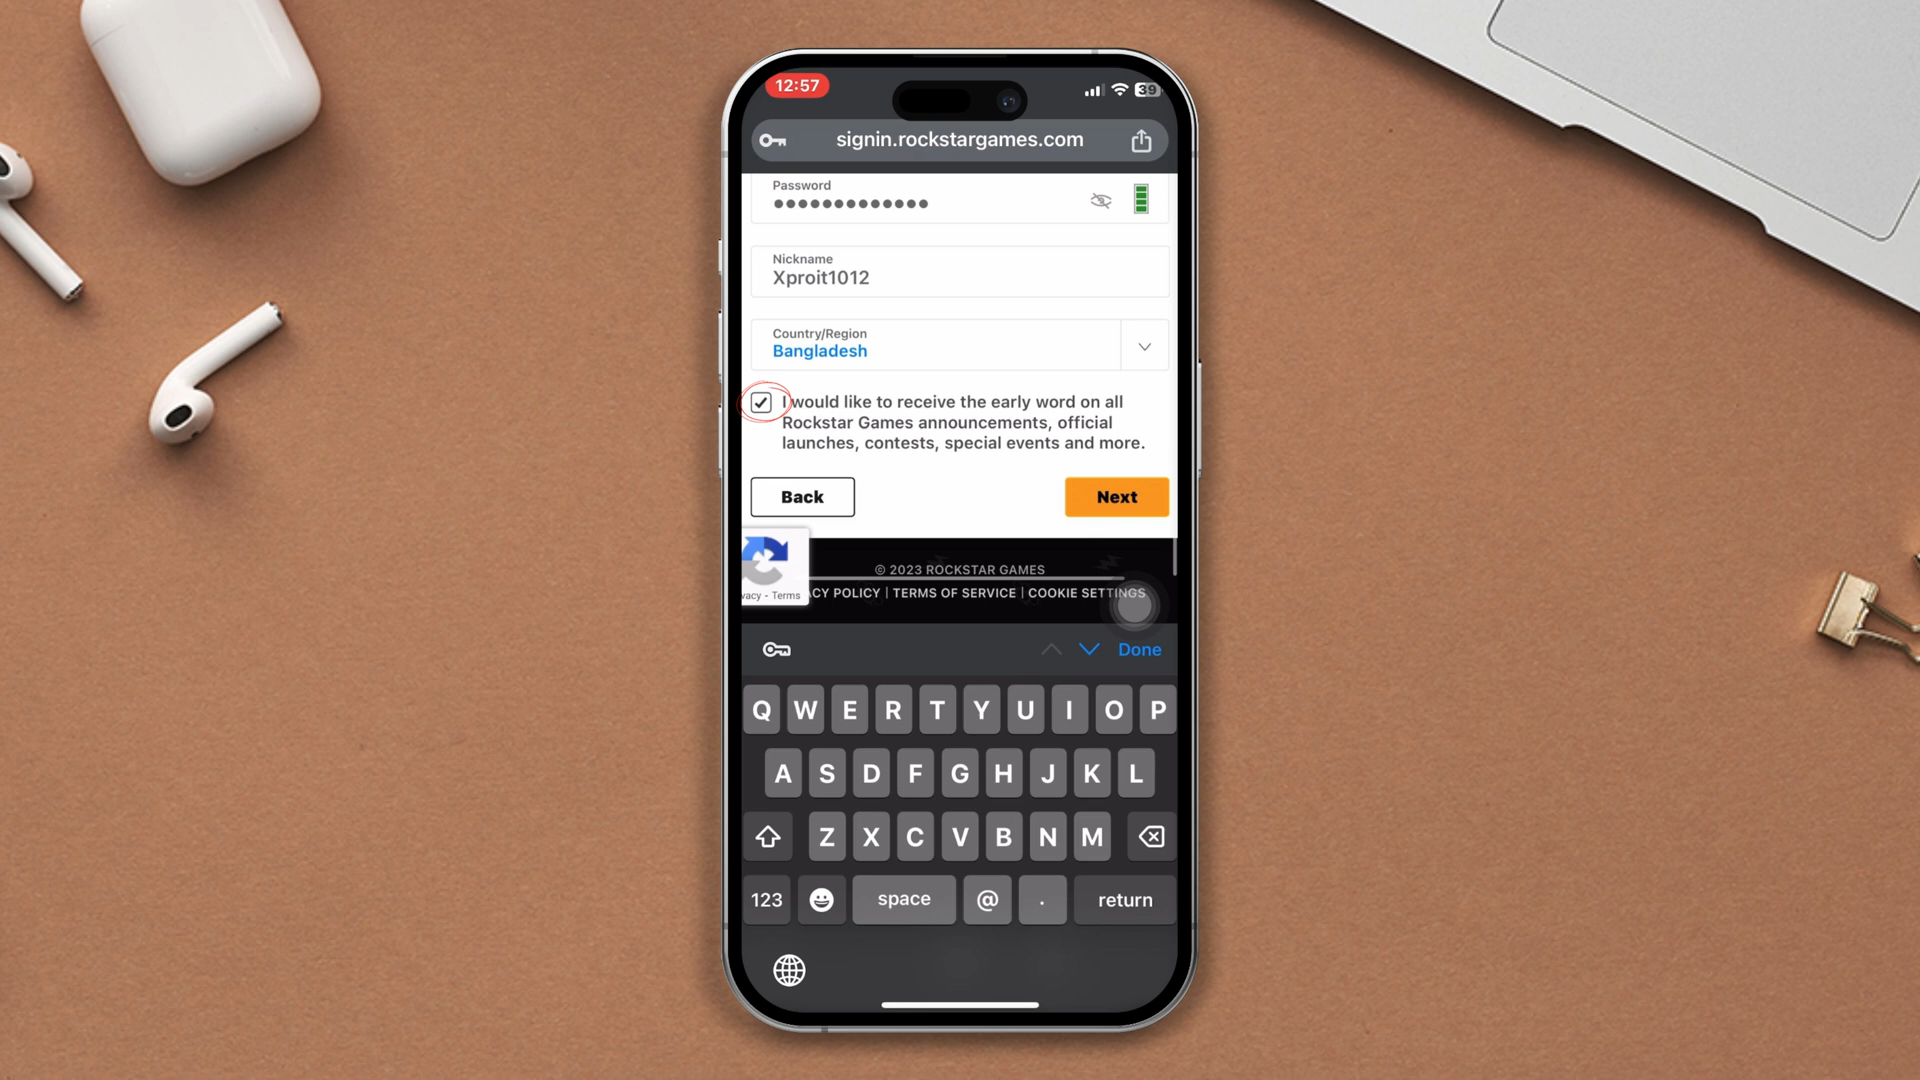 12:57
39
signin.rockstargames.com
Password
Nickname
Xproit1012
Country/Region
Bangladesh
I would like to receive the early word on all
Rockstar Games announcements, official
launches, contests, special events and more.
Back
Next
© 2023 ROCKSTAR GAMES
vacy - Terms
CY POLICY | TERMS OF SERVICE | COOKIE SETTINGS
Done
Q W E R T Y U I O P
A S D F G H J K L
Z X C V B N M
123 space @ . return